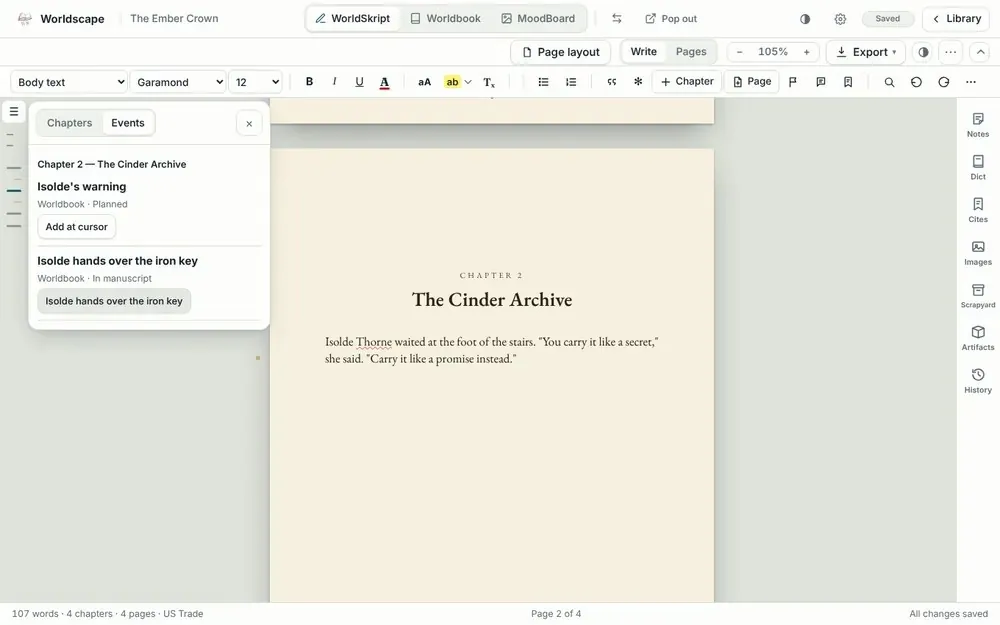 Worldscape
The Ember Crown
WorldSkript
Worldbook
MoodBoard
Pop out
Saved
Library
Page layout
Write
Pages
− 105% +
Export
Body text
Garamond
12
B I U A
aA
ab
Tx
+ Chapter
Page
Chapters
Events
×
Chapter 2 — The Cinder Archive
Isolde's warning
Worldbook · Planned
Add at cursor
Isolde hands over the iron key
Worldbook · In manuscript
Isolde hands over the iron key
CHAPTER 2
The Cinder Archive
Isolde Thorne waited at the foot of the stairs. "You carry it like a secret,"
she said. "Carry it like a promise instead."
Notes
Dict
Cites
Images
Scrapyard
Artifacts
History
107 words · 4 chapters · 4 pages · US Trade
Page 2 of 4
All changes saved